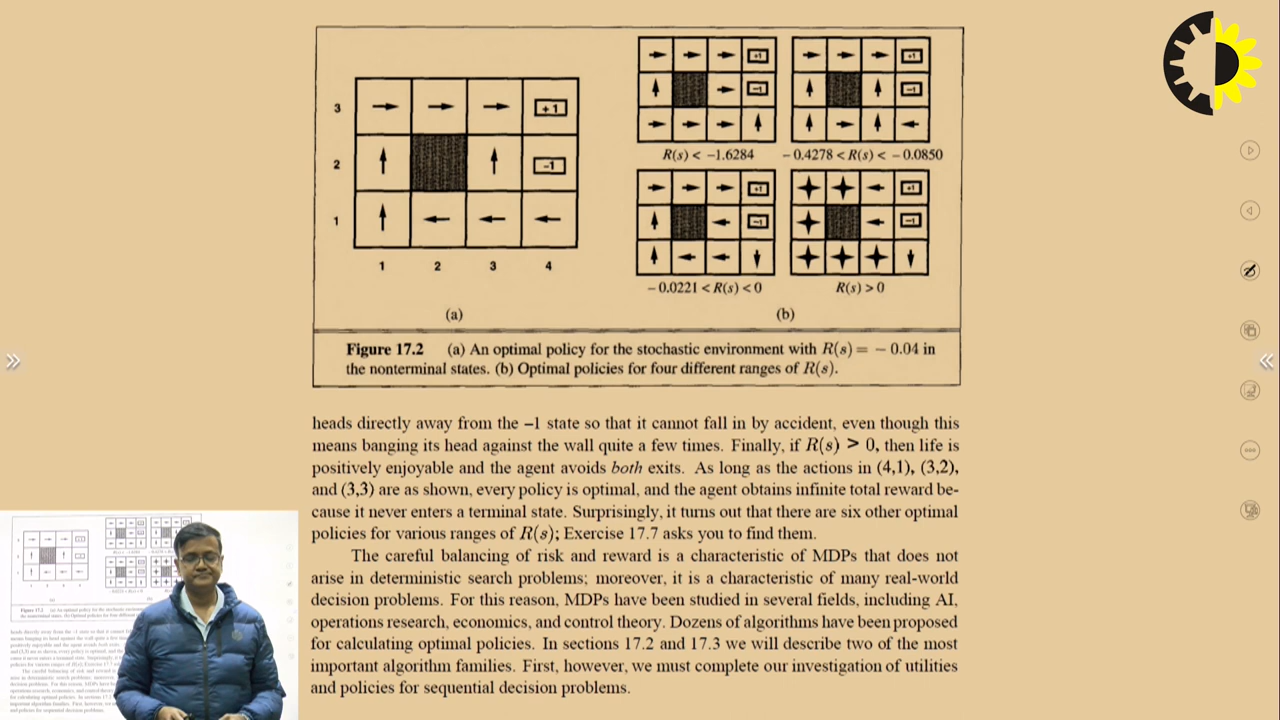 3
2
1
+1
-1
1 2 3 4
(a)
+1
-1
R(s) < -1.6284
+1
-1
- 0.4278 < R(s) < - 0.0850
+1
-1
- 0.0221 < R(s) < 0
+1
-1
R(s) > 0
(b)
Figure 17.2 (a) An optimal policy for the stochastic environment with R(s) = - 0.04 in
the nonterminal states. (b) Optimal policies for four different ranges of R(s).
heads directly away from the −1 state so that it cannot fall in by accident, even though this
means banging its head against the wall quite a few times. Finally, if R(s) > 0, then life is
positively enjoyable and the agent avoids both exits. As long as the actions in (4,1), (3,2),
and (3,3) are as shown, every policy is optimal, and the agent obtains infinite total reward be-
cause it never enters a terminal state. Surprisingly, it turns out that there are six other optimal
policies for various ranges of R(s); Exercise 17.7 asks you to find them.
The careful balancing of risk and reward is a characteristic of MDPs that does not
arise in deterministic search problems; moreover, it is a characteristic of many real-world
decision problems. For this reason, MDPs have been studied in several fields, including AI,
operations research, economics, and control theory. Dozens of algorithms have been proposed
for calculating optimal policies. In sections 17.2 and 17.3 we will describe two of the most
important algorithm families. First, however, we must complete our investigation of utilities
and policies for sequential decision problems.